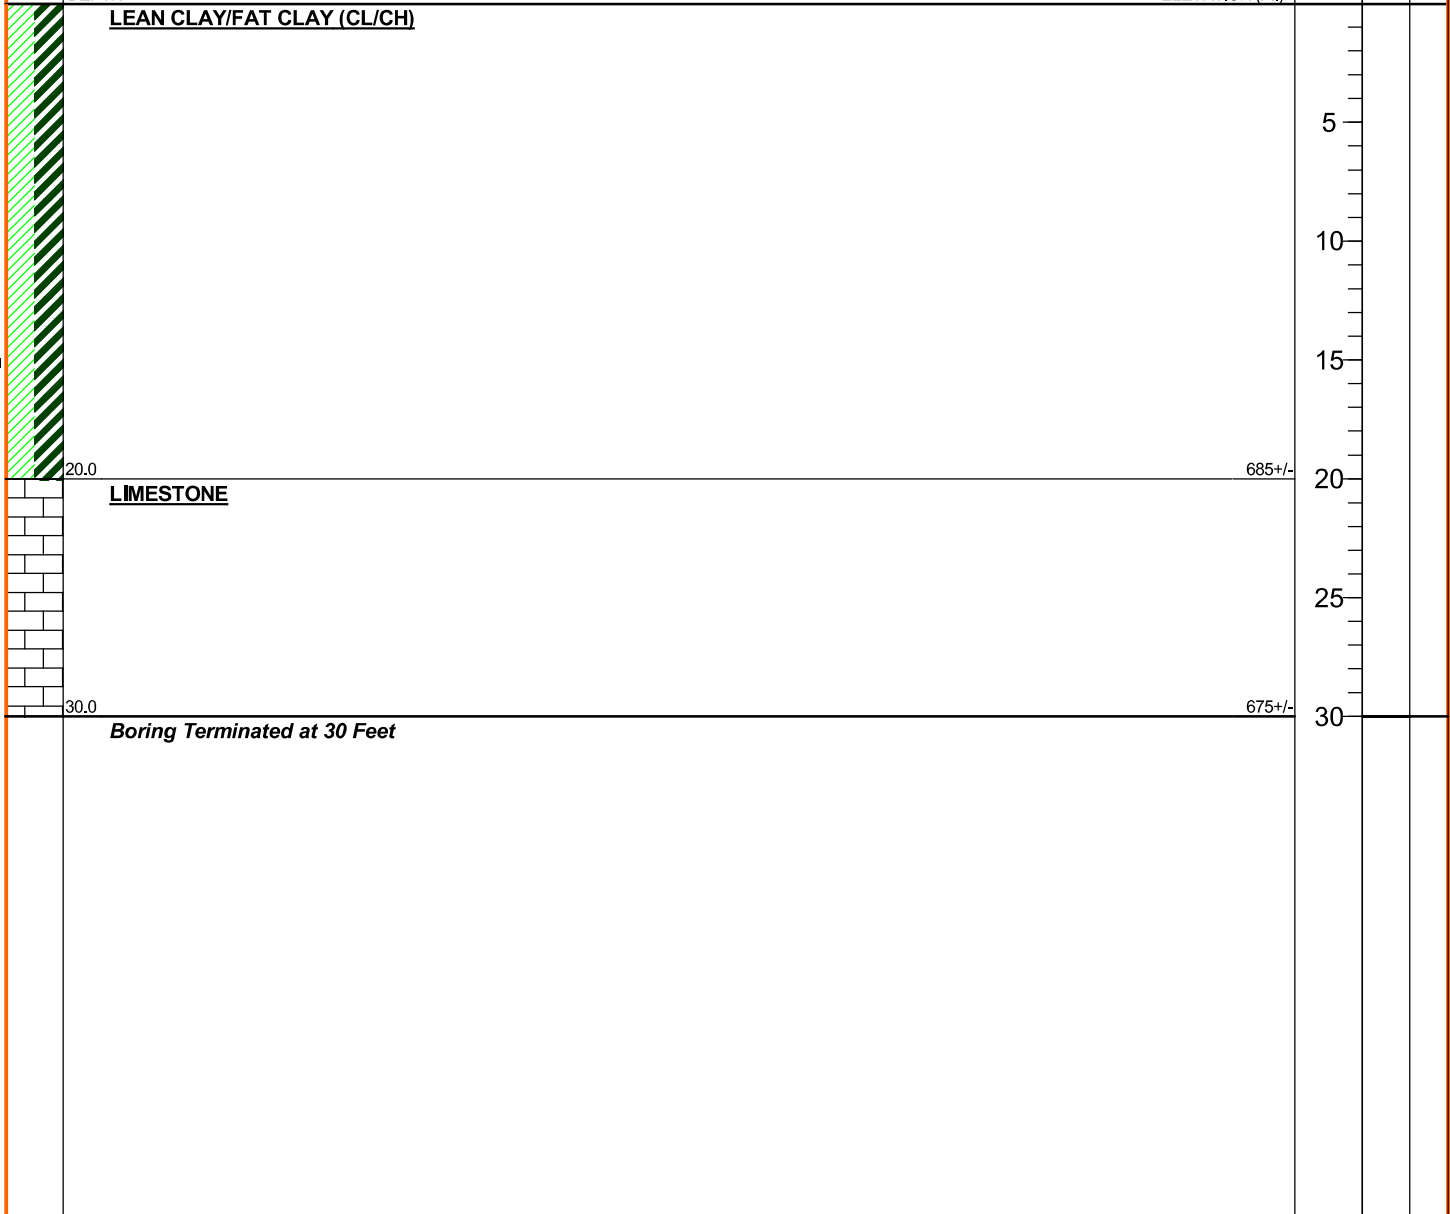 LEAN CLAY/FAT CLAY (CL/CH)
5
10
15
20.0 685+/- 20
LIMESTONE
25
30.0 675+/- 30
Boring Terminated at 30 Feet